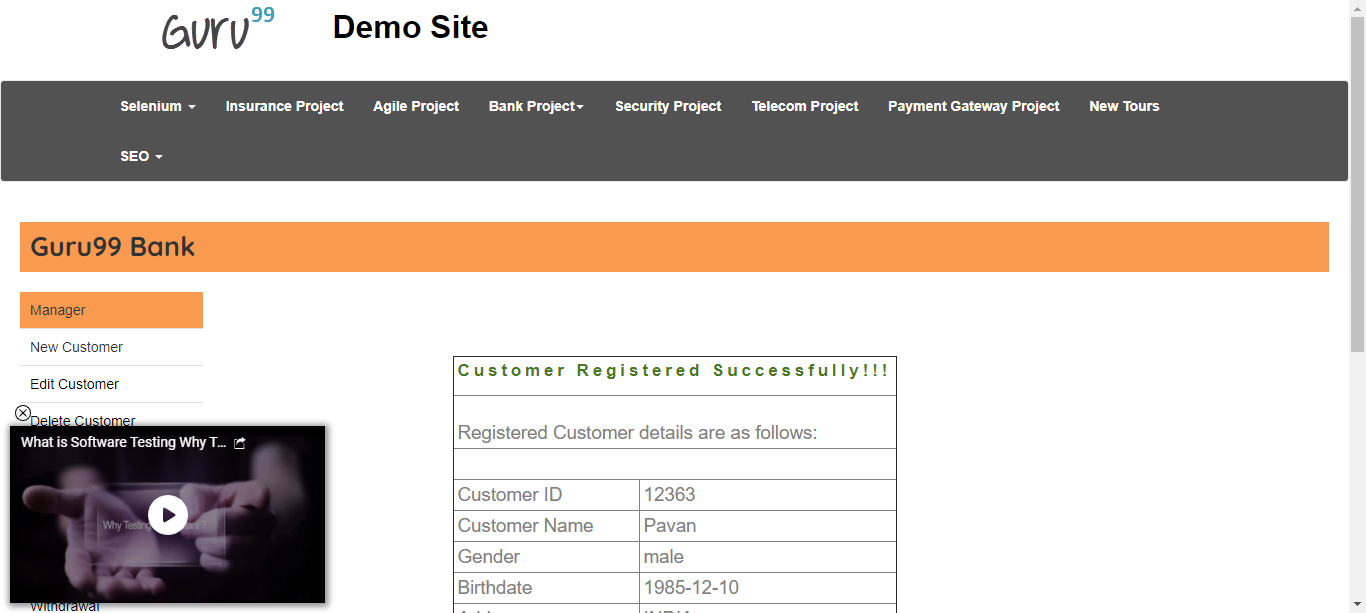 Guru99
Demo Site
Selenium
Insurance Project
Agile Project
Bank Project
Security Project
Telecom Project
Payment Gateway Project
New Tours
SEO
Guru99 Bank
Manager
New Customer
Edit Customer
Delete Customer
What is Software Testing Why T...
Why Testing
Withdrawal
Customer Registered Successfully!!!
Registered Customer details are as follows:
Customer ID 12363
Customer Name Pavan
Gender male
Birthdate 1985-12-10